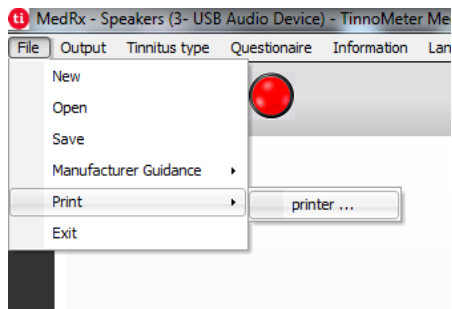 ti MedRx - Speakers (3- USB Audio Device) - TinnoMeter Me
File Output Tinnitus type Questionaire Information Lan
New
Open
Save
Manufacturer Guidance
Print
printer ...
Exit